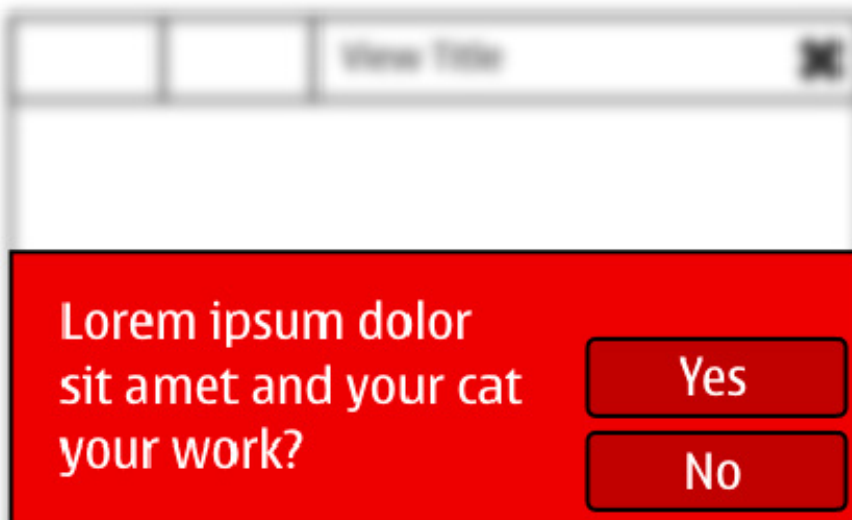 View Title
Lorem ipsum dolor
sit amet and your cat
your work?
Yes
No